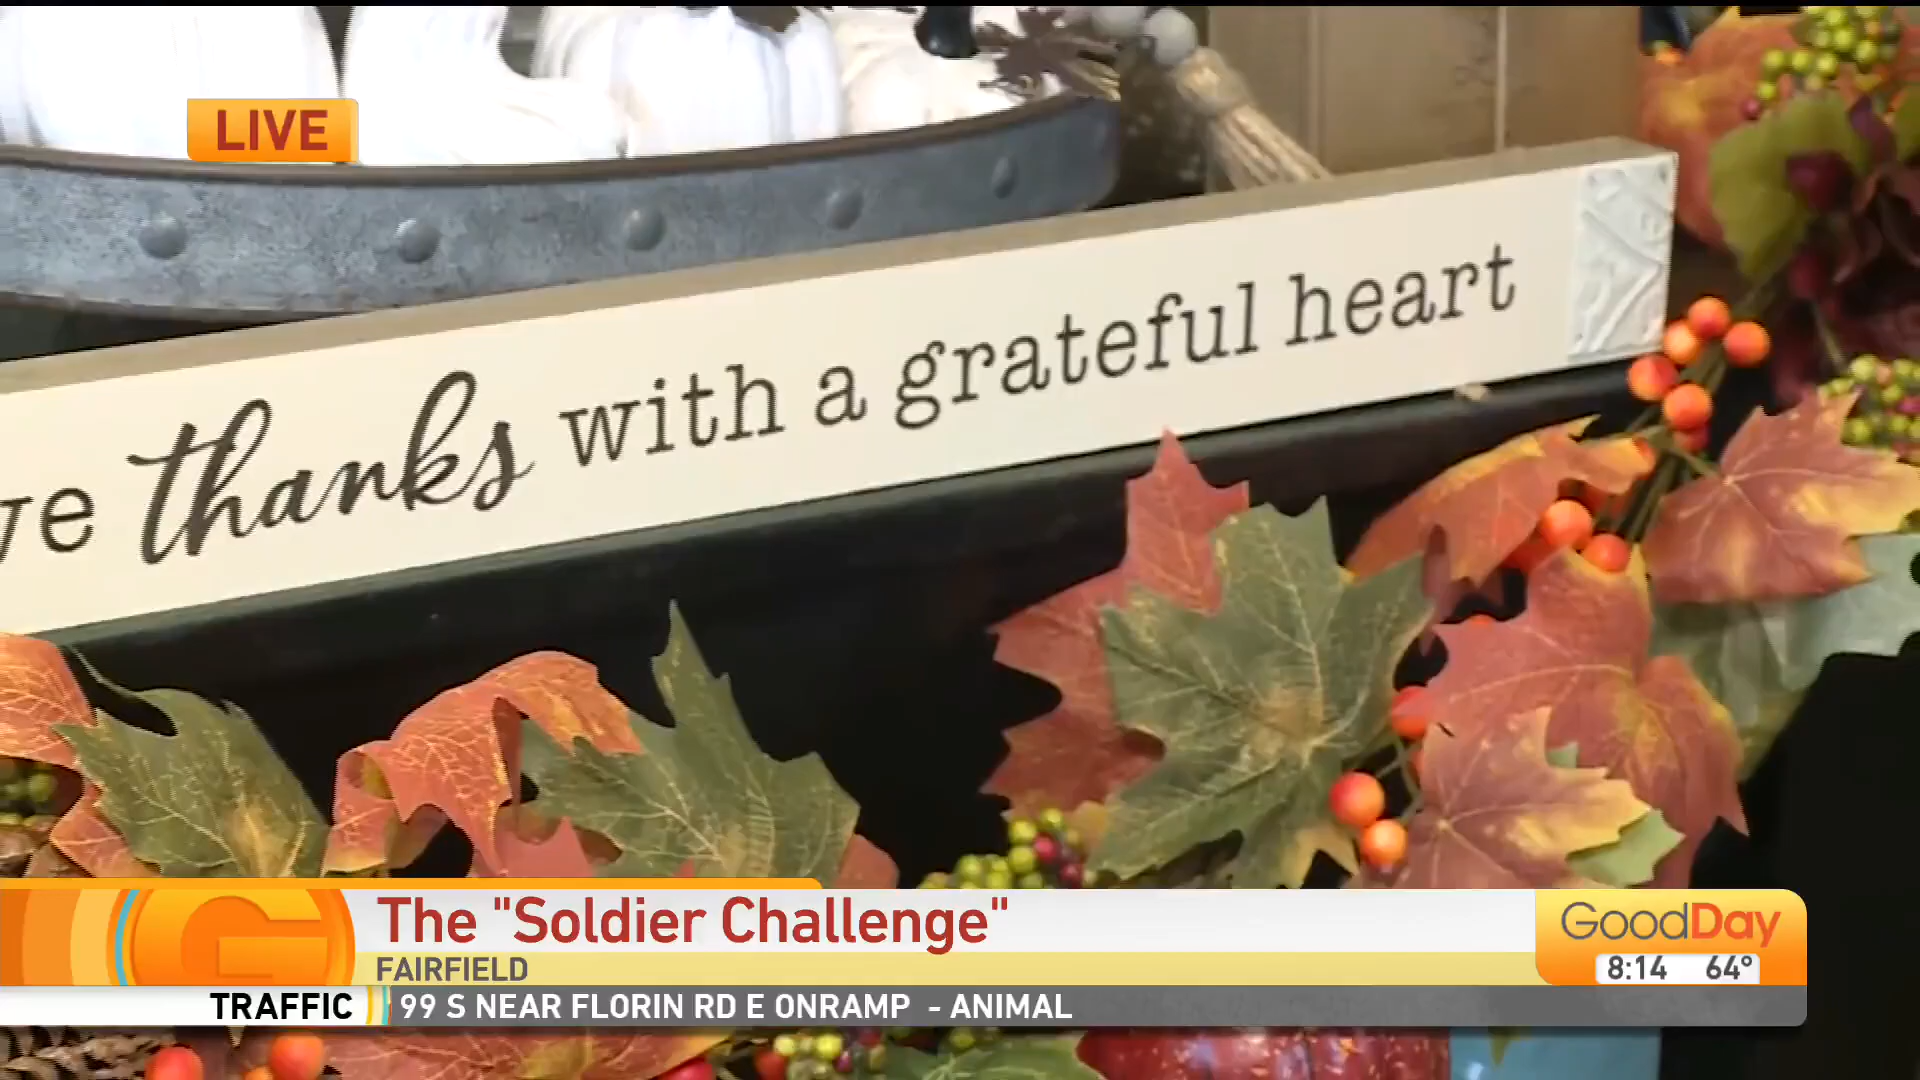 LIVE
thanks with a grateful heart
The "Soldier Challenge"
FAIRFIELD
GoodDay
8:14 64°
TRAFFIC 99 S NEAR FLORIN RD E ONRAMP - ANIMAL